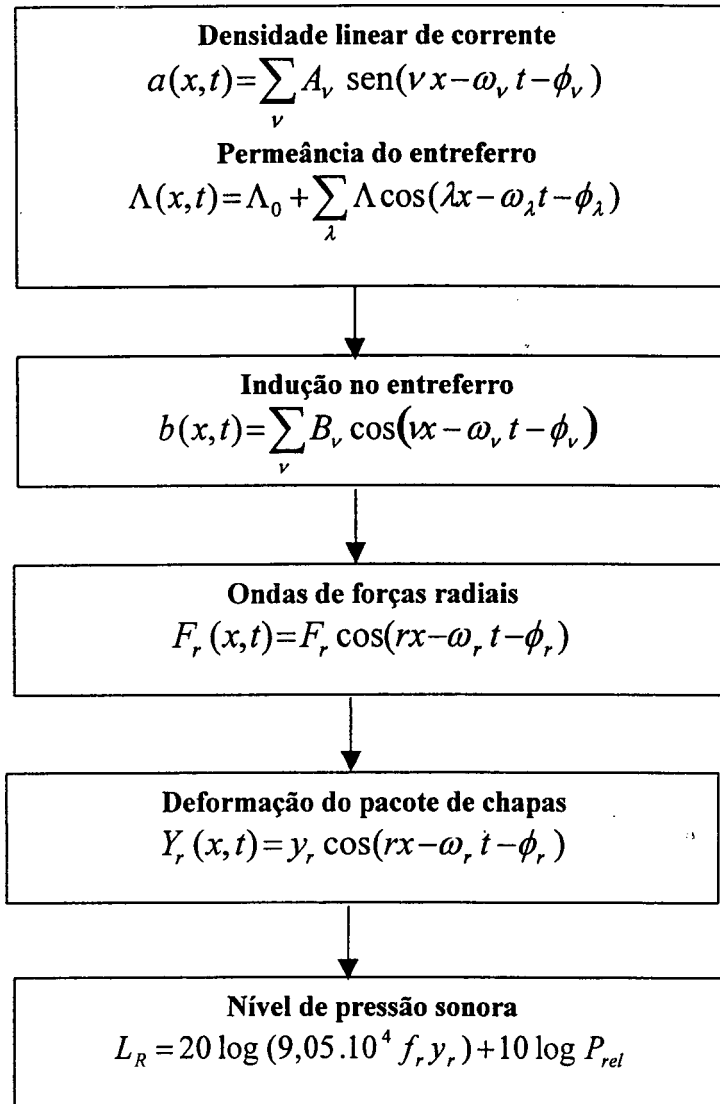 Densidade linear de corrente
a(x,t)=∑_ν A_ν sen(νx−ω_ν t−ϕ_ν)
Permeância do entreferro
Λ(x,t)=Λ_0+∑_λ Λcos(λx−ω_λ t−ϕ_λ)
Indução no entreferro
b(x,t)=∑_ν B_ν cos(νx−ω_ν t−ϕ_ν)
Ondas de forças radiais
F_r(x,t)=F_r cos(rx−ω_r t−ϕ_r)
Deformação do pacote de chapas
Y_r(x,t)=y_r cos(rx−ω_r t−ϕ_r)
Nível de pressão sonora
L_R=20 log (9,05.10^4 f_r y_r)+10 log P_rel